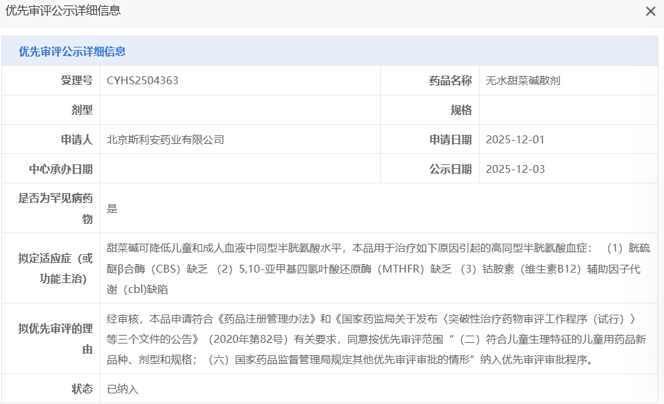 优先审评公示详细信息
优先审评公示详细信息
受理号 CYHS2504363 药品名称 无水甜菜碱散剂
剂型 规格
申请人 北京斯利安药业有限公司 申请日期 2025-12-01
中心承办日期 公示日期 2025-12-03
是否为罕见病药
物
是
拟定适应症（或
功能主治）
甜菜碱可降低儿童和成人血液中同型半胱氨酸水平，本品用于治疗如下原因引起的高同型半胱氨酸血症： （1）胱硫
醚β合酶（CBS）缺乏 （2）5,10-亚甲基四氢叶酸还原酶（MTHFR）缺乏 （3）钴胺素（维生素B12）辅助因子代
谢（cbl)缺陷
拟优先审评的理
由
经审核，本品申请符合《药品注册管理办法》和《国家药监局关于发布〈突破性治疗药物审评工作程序（试行）〉
等三个文件的公告》（2020年第82号）有关要求，同意按优先审评范围“（二）符合儿童生理特征的儿童用药品新
品种、剂型和规格；（六）国家药品监督管理局规定其他优先审评审批的情形”纳入优先审评审批程序。
状态 已纳入